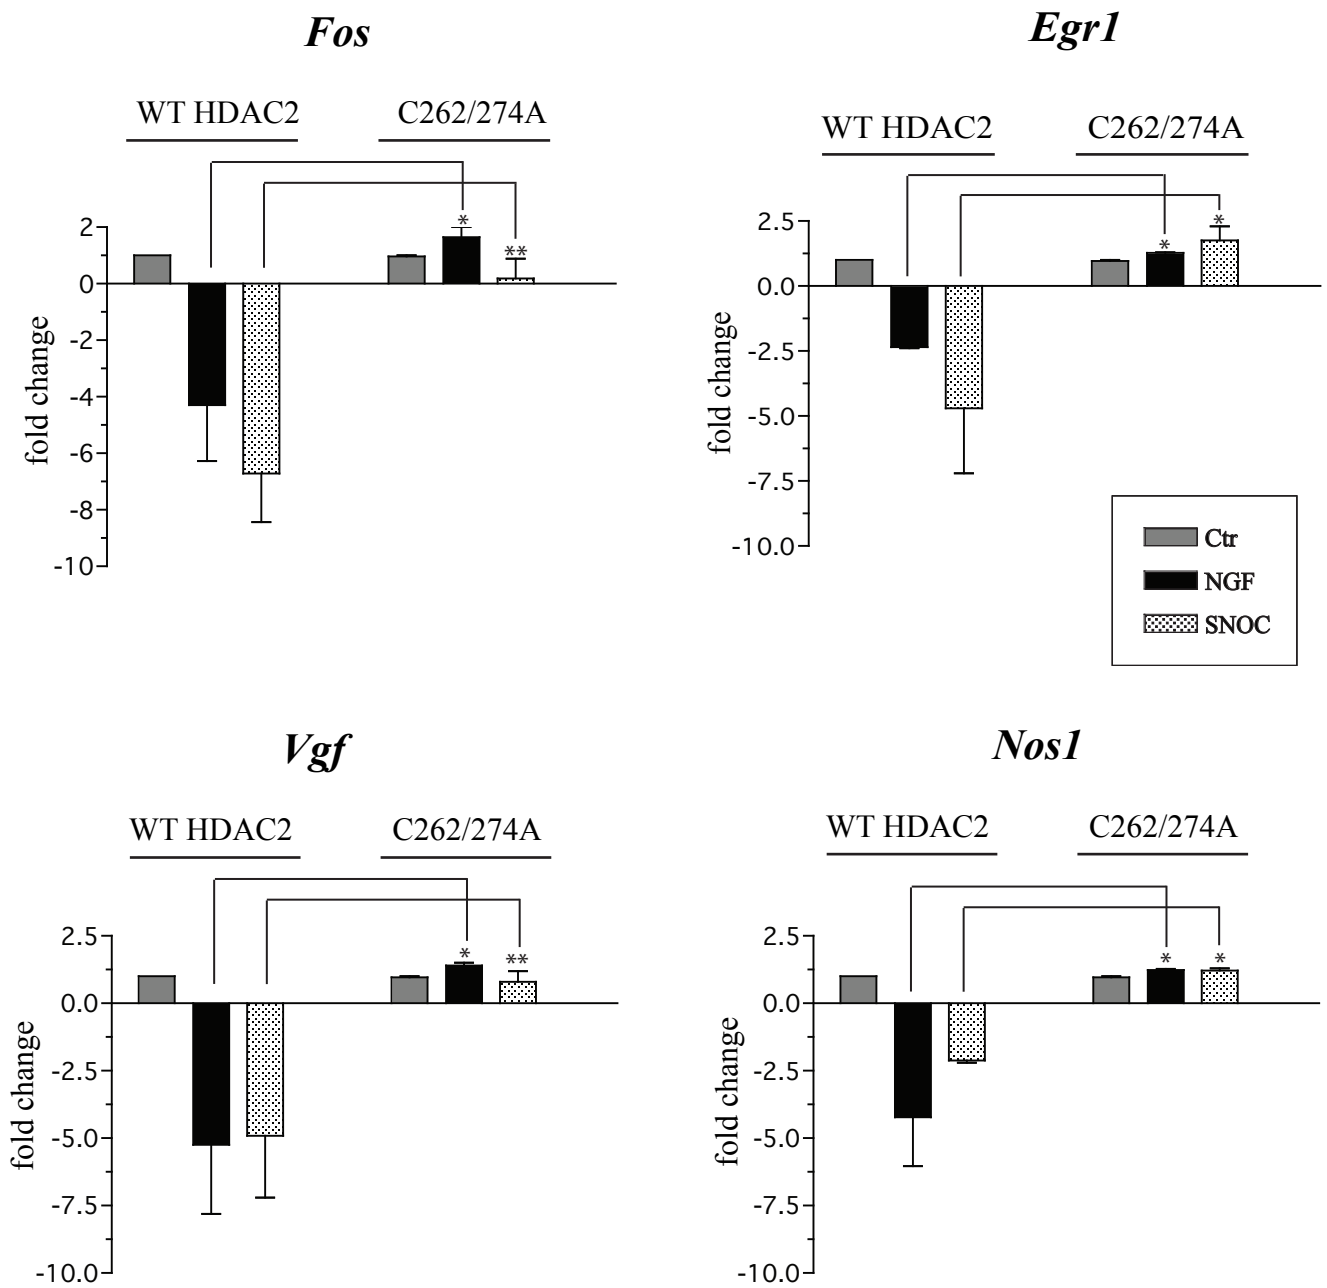 Fos
WT HDAC2 C262/274A
* **
2
0
-2
-4
-6
-8
-10
fold change
Egr1
WT HDAC2 C262/274A
* *
2.5
0.0
-2.5
-5.0
-7.5
-10.0
fold change
Ctr
NGF
SNOC
Vgf
WT HDAC2 C262/274A
* **
2.5
0.0
-2.5
-5.0
-7.5
-10.0
fold change
Nos1
WT HDAC2 C262/274A
* *
2.5
0.0
-2.5
-5.0
-7.5
-10.0
fold change